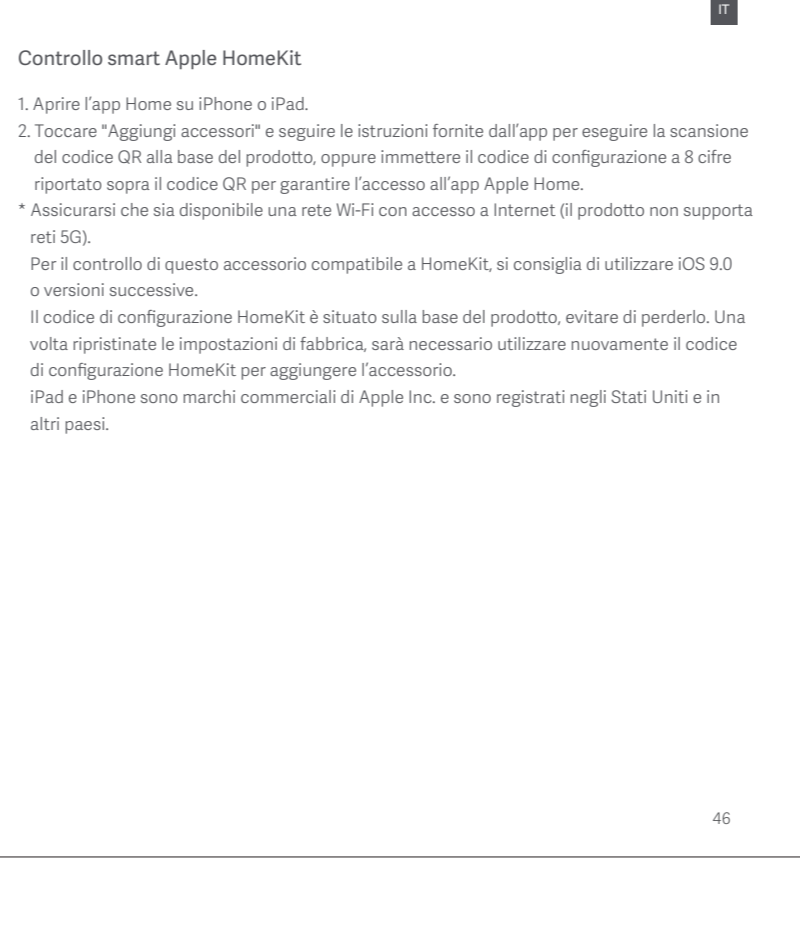 IT
Controllo smart Apple HomeKit
1. Aprire l'app Home su iPhone o iPad.
2. Toccare "Aggiungi accessori" e seguire le istruzioni fornite dall'app per eseguire la scansione
del codice QR alla base del prodotto, oppure immettere il codice di configurazione a 8 cifre
riportato sopra il codice QR per garantire l'accesso all'app Apple Home.
* Assicurarsi che sia disponibile una rete Wi-Fi con accesso a Internet (il prodotto non supporta
reti 5G).
Per il controllo di questo accessorio compatibile a HomeKit, si consiglia di utilizzare iOS 9.0
o versioni successive.
Il codice di configurazione HomeKit è situato sulla base del prodotto, evitare di perderlo. Una
volta ripristinate le impostazioni di fabbrica, sarà necessario utilizzare nuovamente il codice
di configurazione HomeKit per aggiungere l'accessorio.
iPad e iPhone sono marchi commerciali di Apple Inc. e sono registrati negli Stati Uniti e in
altri paesi.
46